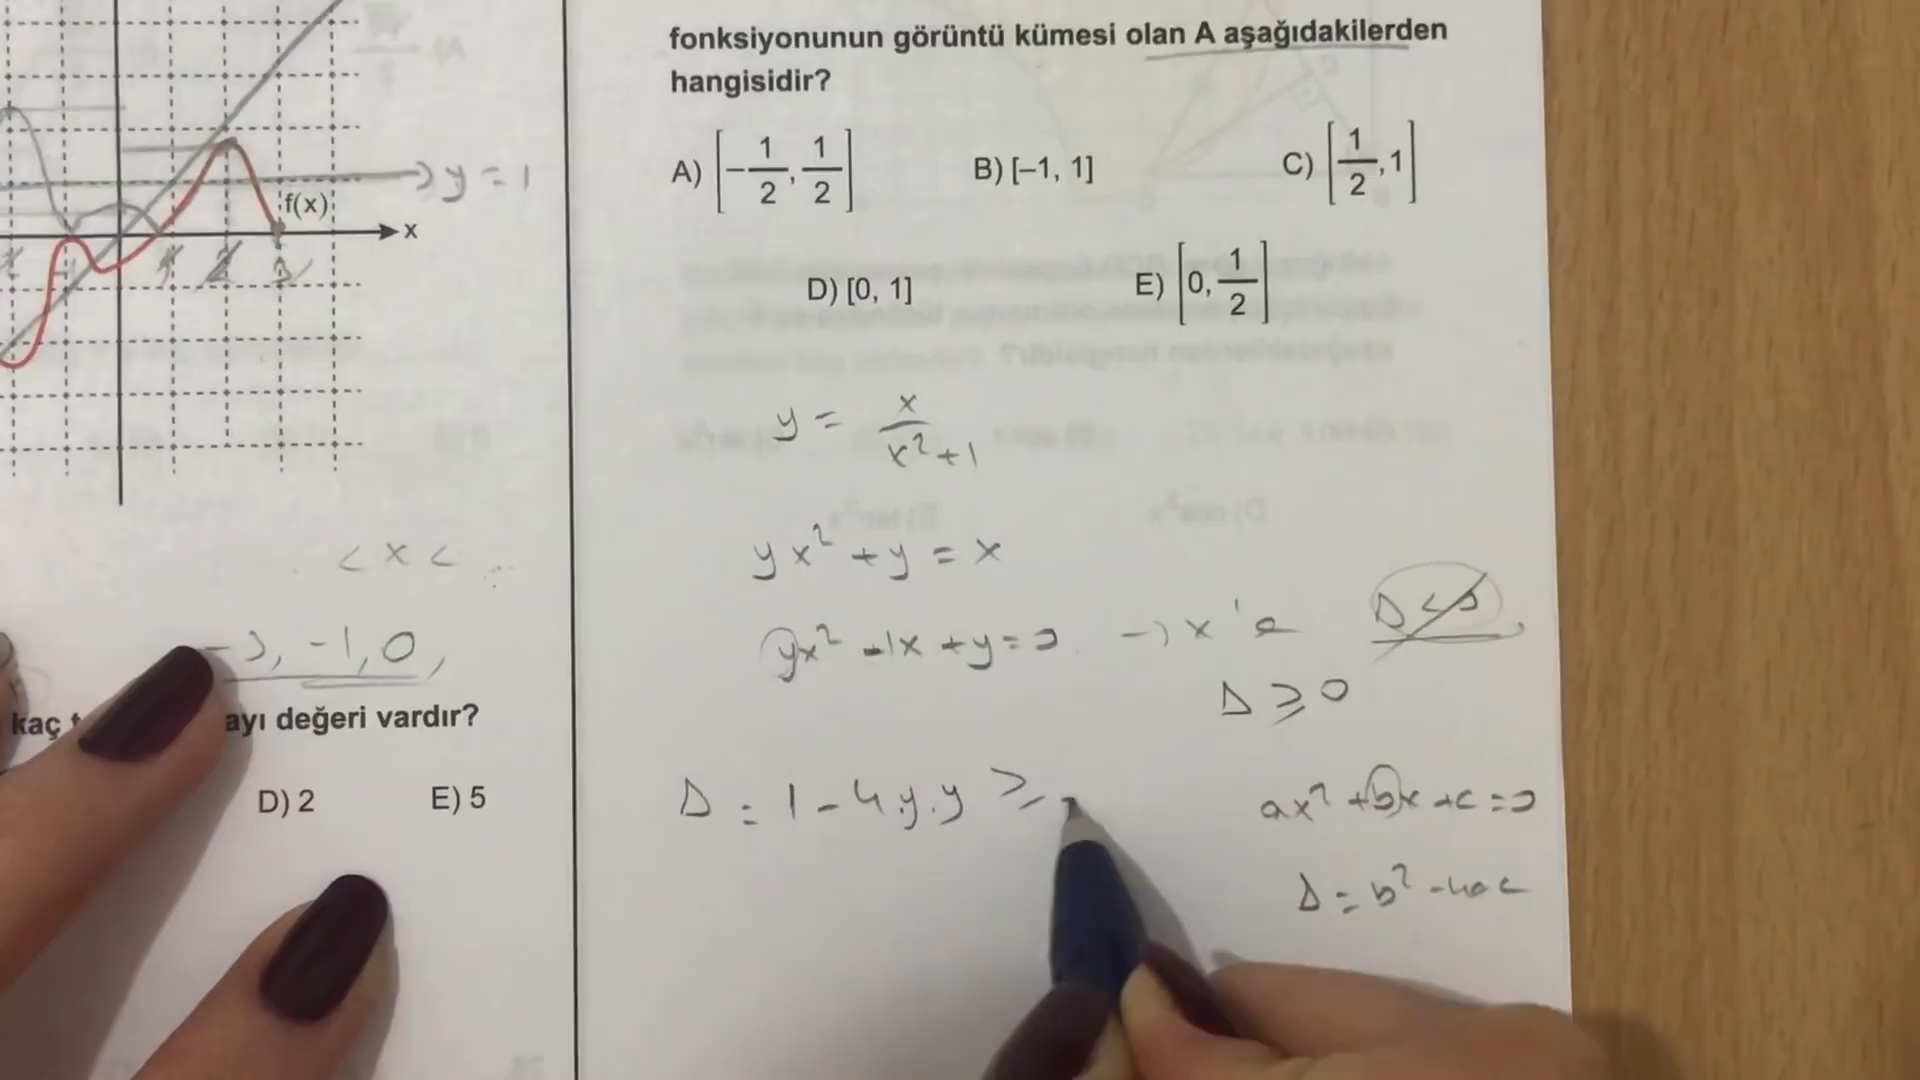 y = 1
f(x)
x
< x <
-3, -1, 0,
kaç
ayı değeri vardır?
D) 2
E) 5
fonksiyonunun görüntü kümesi olan A aşağıdakilerden
hangisidir?
A) [-1/2, 1/2]
B) [–1, 1]
C) [1/2, 1]
D) [0, 1]
E) [0, 1/2]
y = x/x²+1
yx² + y = x
yx² - 1x + y = 0 → x'e
Δ < 0
Δ ≥ 0
Δ = 1 - 4.y.y ≥
ax² + bx + c = 0
Δ = b² - 4ac